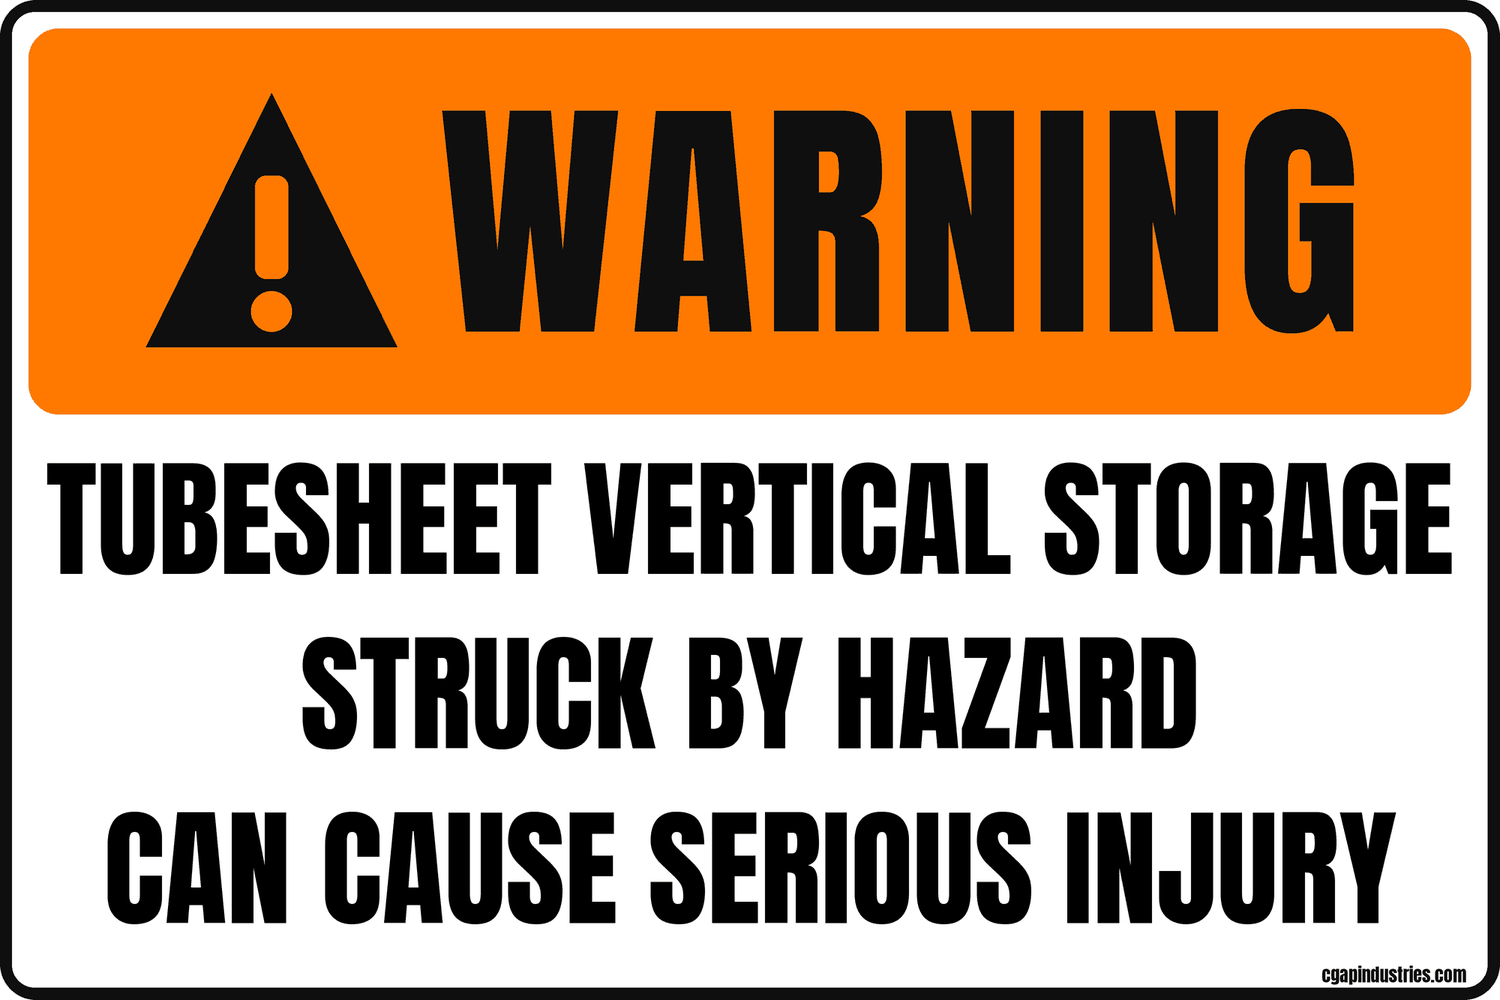 WARNING
TUBESHEET VERTICAL STORAGE
STRUCK BY HAZARD
CAN CAUSE SERIOUS INJURY
cgapindustries.com